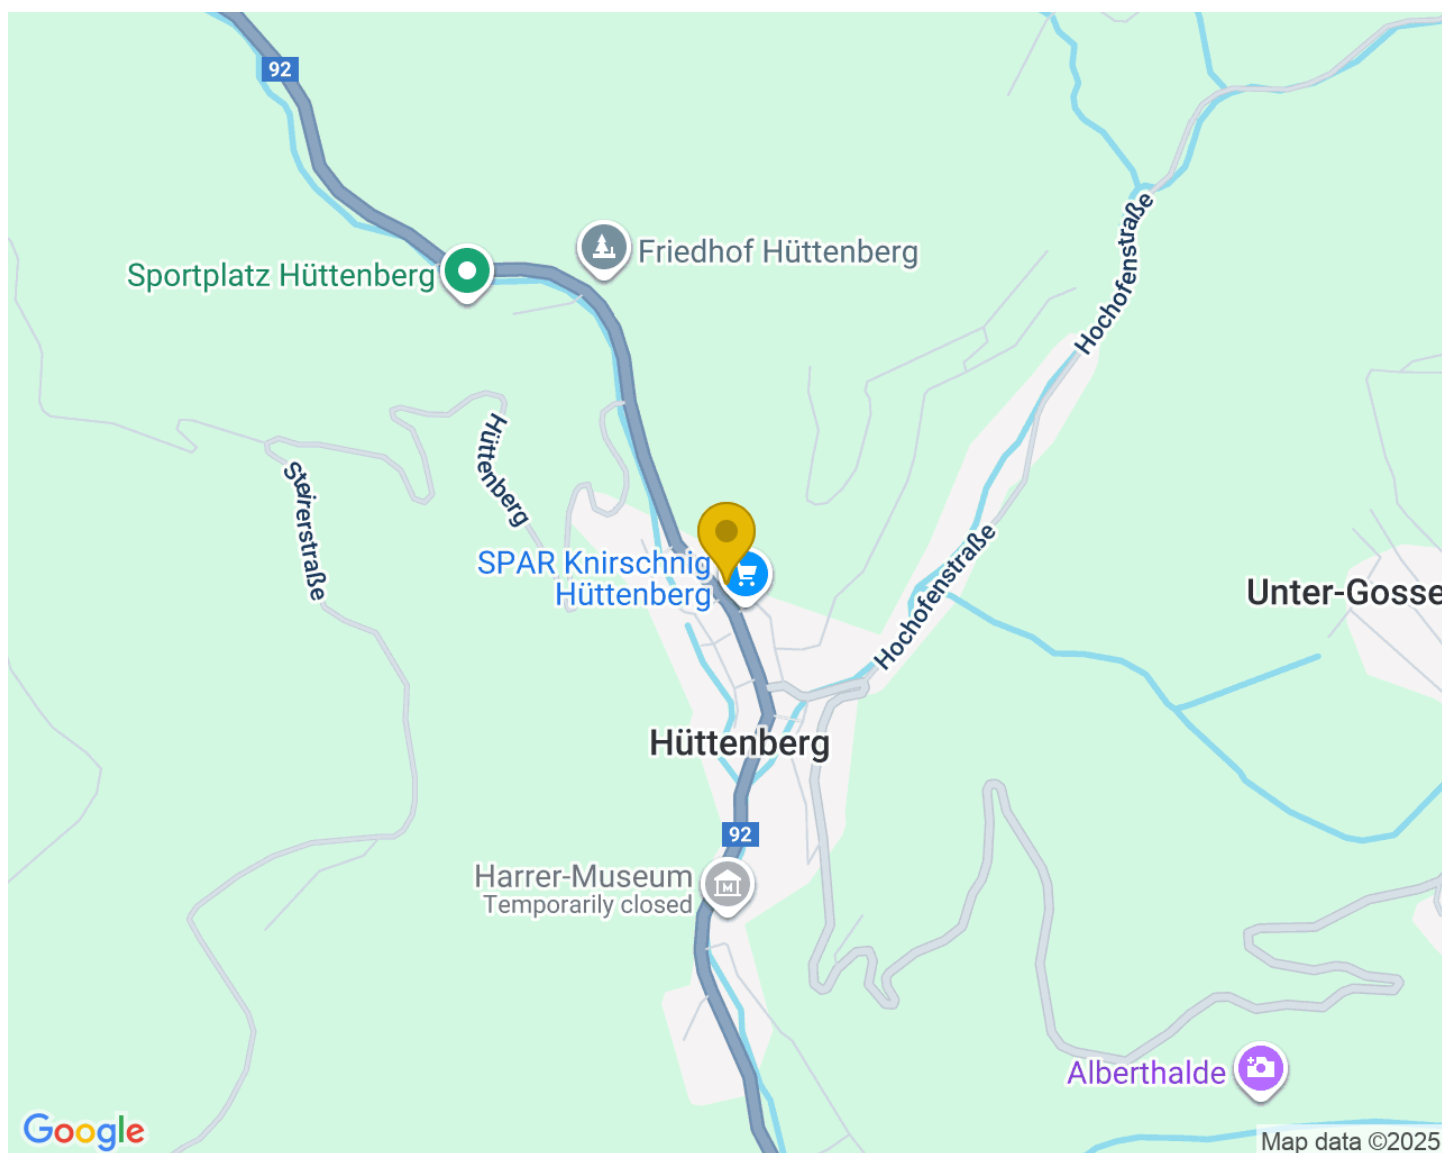 92
Friedhof Hüttenberg
Sportplatz Hüttenberg
Hochofenstraße
Hüttenberg
Steirerstraße
SPAR Knirschnig
Hüttenberg
Hochofenstraße
Unter-Gosse
Hüttenberg
92
Harrer-Museum
Temporarily closed
Alberthalde
Google
Map data ©2025